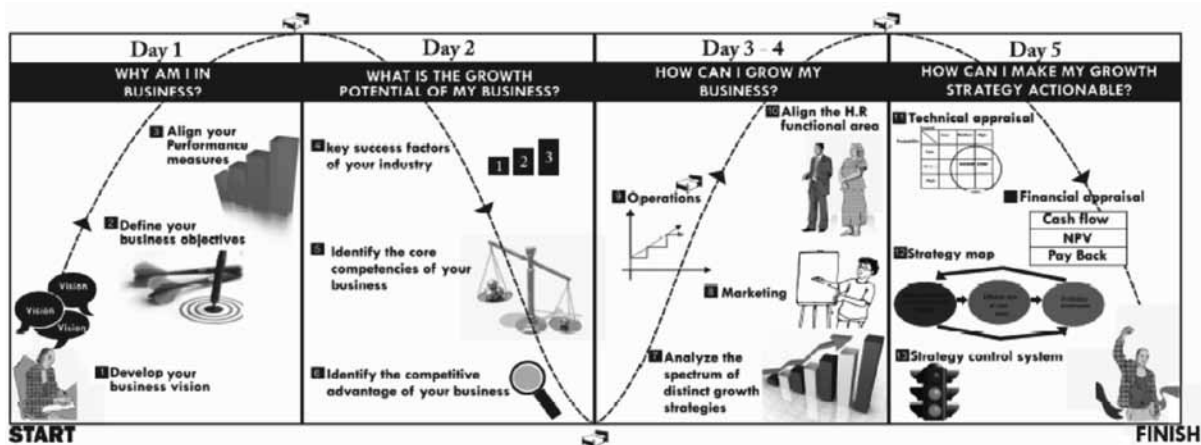 Day 1
WHY AM I IN
BUSINESS?
3 Align your
Performance
measures
2 Define your
business objectives
Vision
Vision
Vision
1 Develop your
business vision
START
Day 2
WHAT IS THE GROWTH
POTENTIAL OF MY BUSINESS?
4 key success factors
of your industry
1 2 3
5 Identify the core
competencies of your
business
6 Identify the competitive
advantage of your business
Day 3 - 4
HOW CAN I GROW MY
BUSINESS?
10 Align the H.R
functional area
9 Operations
8 Marketing
7 Analyze the
spectrum of
distinct growth
strategies
Day 5
HOW CAN I MAKE MY GROWTH
STRATEGY ACTIONABLE?
11 Technical appraisal
Financial appraisal
Cash flow
NPV
Pay Back
12 Strategy map
13 Strategy control system
FINISH